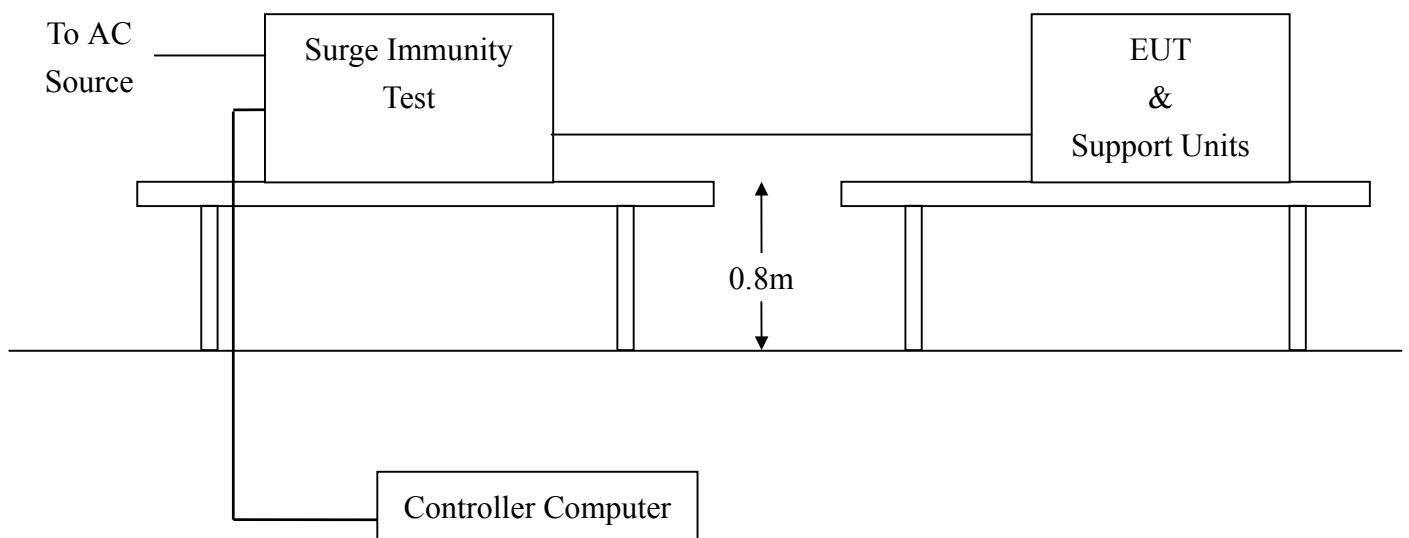 To AC
Source
Surge Immunity
Test
EUT
&
Support Units
0.8m
Controller Computer